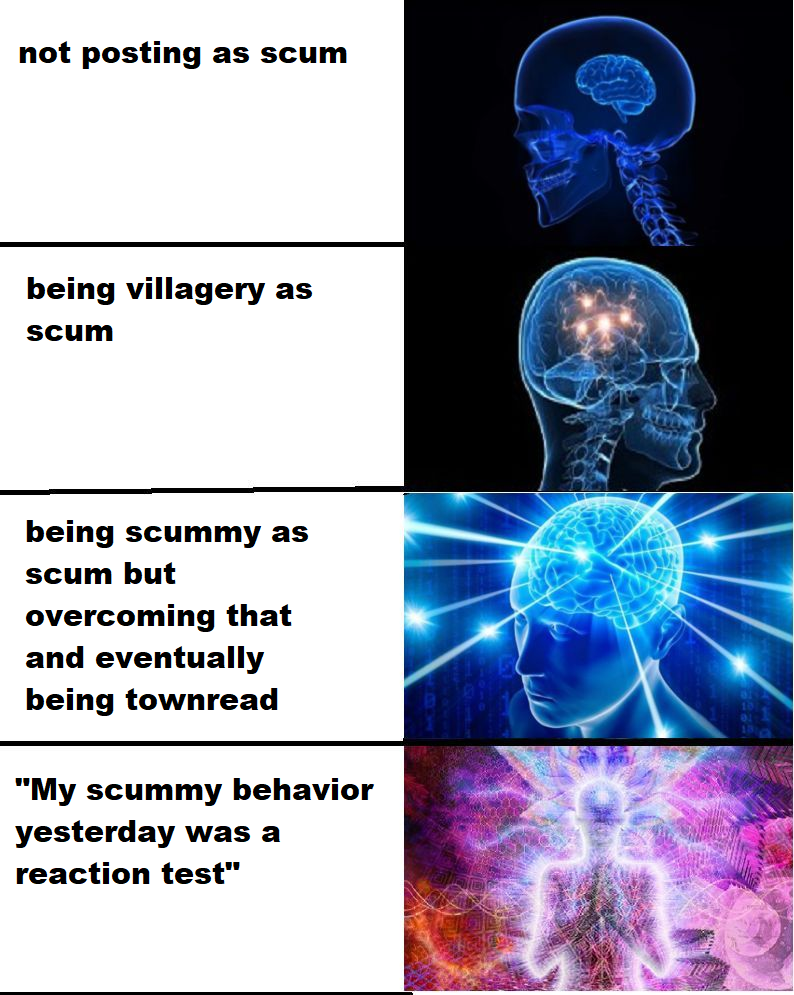 not posting as scum
being villagery as
scum
being scummy as
scum but
overcoming that
and eventually
being townread
"My scummy behavior
yesterday was a
reaction test"